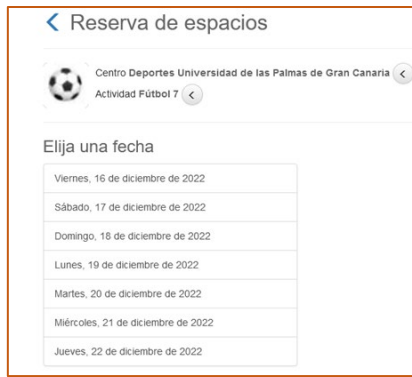 Reserva de espacios
Centro Deportes Universidad de las Palmas de Gran Canaria
Actividad Fútbol 7
Elija una fecha
Viernes, 16 de diciembre de 2022
Sábado, 17 de diciembre de 2022
Domingo, 18 de diciembre de 2022
Lunes, 19 de diciembre de 2022
Martes, 20 de diciembre de 2022
Miércoles, 21 de diciembre de 2022
Jueves, 22 de diciembre de 2022